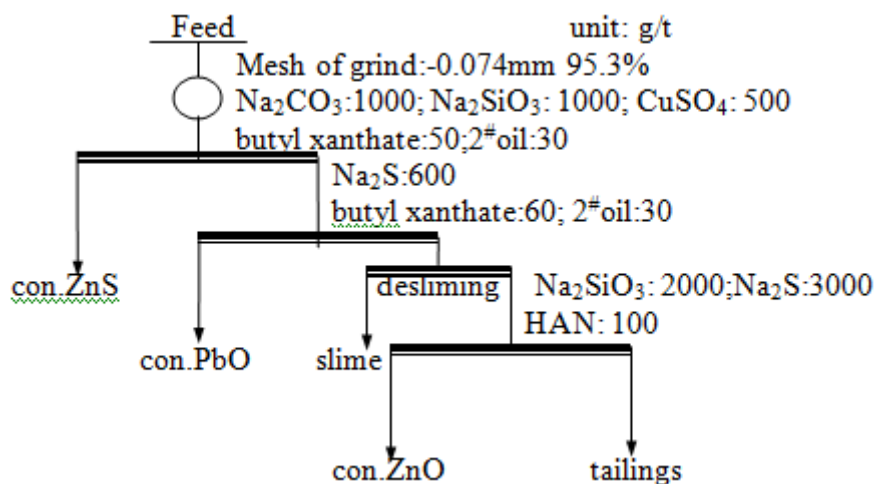 Feed unit: g/t
Mesh of grind:-0.074mm 95.3%
Na₂CO₃:1000; Na₂SiO₃: 1000; CuSO₄: 500
butyl xanthate:50;2#oil:30
Na₂S:600
butyl xanthate:60; 2#oil:30
con.ZnS
desliming Na₂SiO₃: 2000;Na₂S:3000
HAN: 100
con.PbO slime
con.ZnO tailings